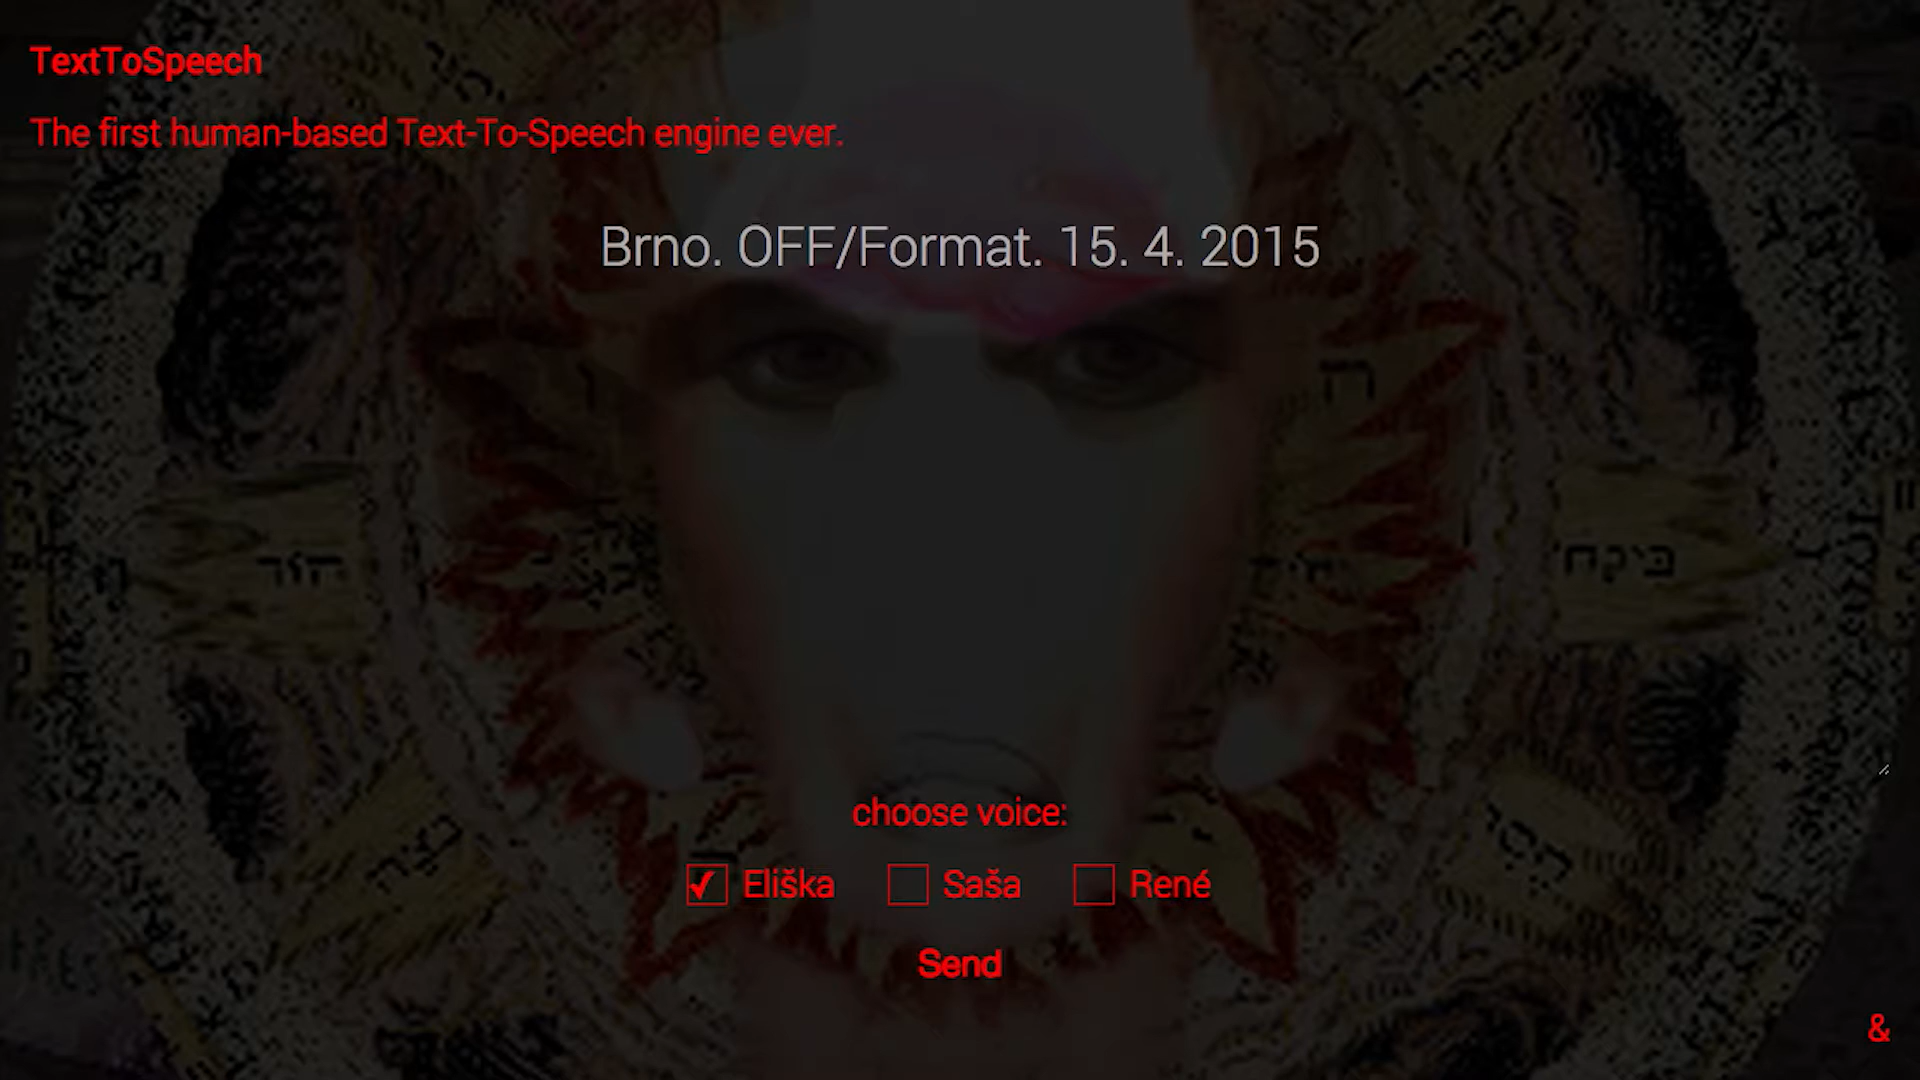 TextToSpeech
The first human-based Text-To-Speech engine ever.
Brno. OFF/Format. 15. 4. 2015
choose voice:
Eliška Saša René
Send
&